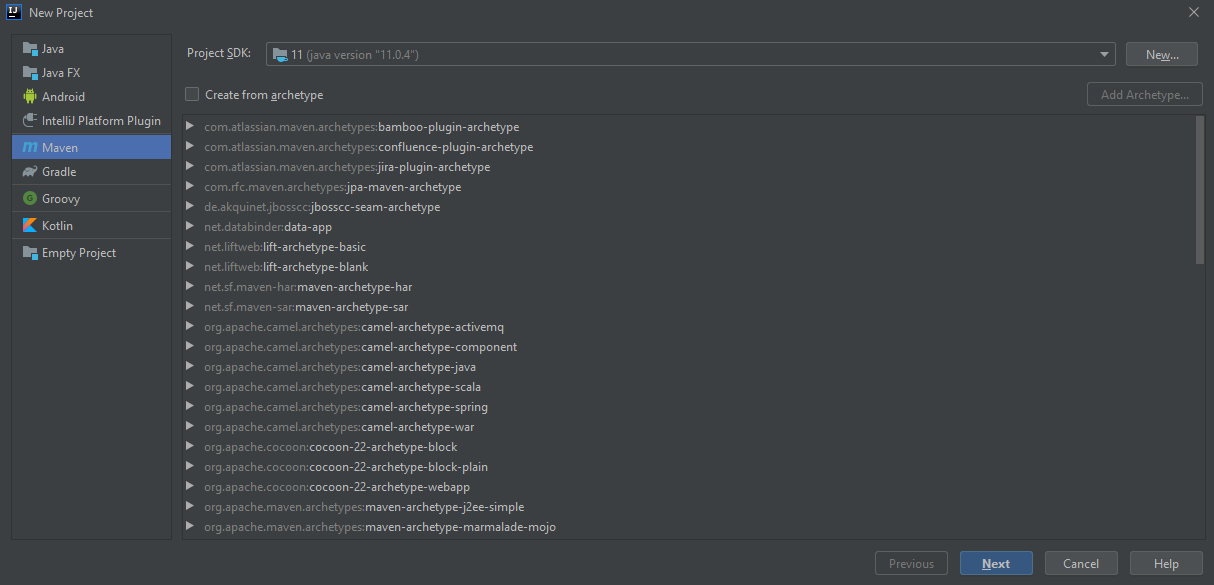 New Project
Java
Java FX
Android
IntelliJ Platform Plugin
Maven
Gradle
Groovy
Kotlin
Empty Project
Project SDK: 11 (java version "11.0.4") New...
Create from archetype Add Archetype...
com.atlassian.maven.archetypes:bamboo-plugin-archetype
com.atlassian.maven.archetypes:confluence-plugin-archetype
com.atlassian.maven.archetypes:jira-plugin-archetype
com.rfc.maven.archetypes:jpa-maven-archetype
de.akquinet.jbosscc:jbosscc-seam-archetype
net.databinder:data-app
net.liftweb:lift-archetype-basic
net.liftweb:lift-archetype-blank
net.sf.maven-har:maven-archetype-har
net.sf.maven-sar:maven-archetype-sar
org.apache.camel.archetypes:camel-archetype-activemq
org.apache.camel.archetypes:camel-archetype-component
org.apache.camel.archetypes:camel-archetype-java
org.apache.camel.archetypes:camel-archetype-scala
org.apache.camel.archetypes:camel-archetype-spring
org.apache.camel.archetypes:camel-archetype-war
org.apache.cocoon:cocoon-22-archetype-block
org.apache.cocoon:cocoon-22-archetype-block-plain
org.apache.cocoon:cocoon-22-archetype-webapp
org.apache.maven.archetypes:maven-archetype-j2ee-simple
org.apache.maven.archetypes:maven-archetype-marmalade-mojo
Previous Next Cancel Help